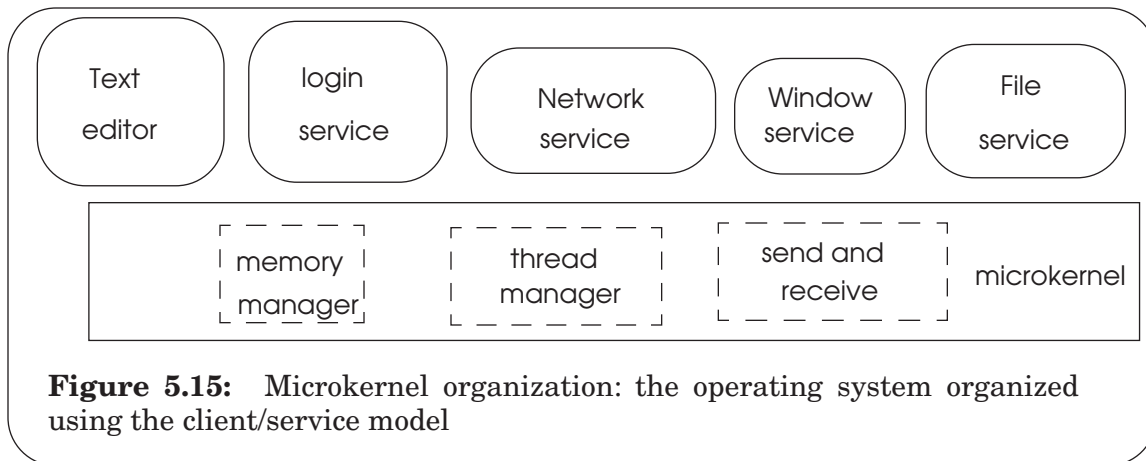 Text
editor
login
service
Network
service
Window
service
File
service
memory
manager
thread
manager
send and
receive
microkernel
Figure 5.15: Microkernel organization: the operating system organized
using the client/service model